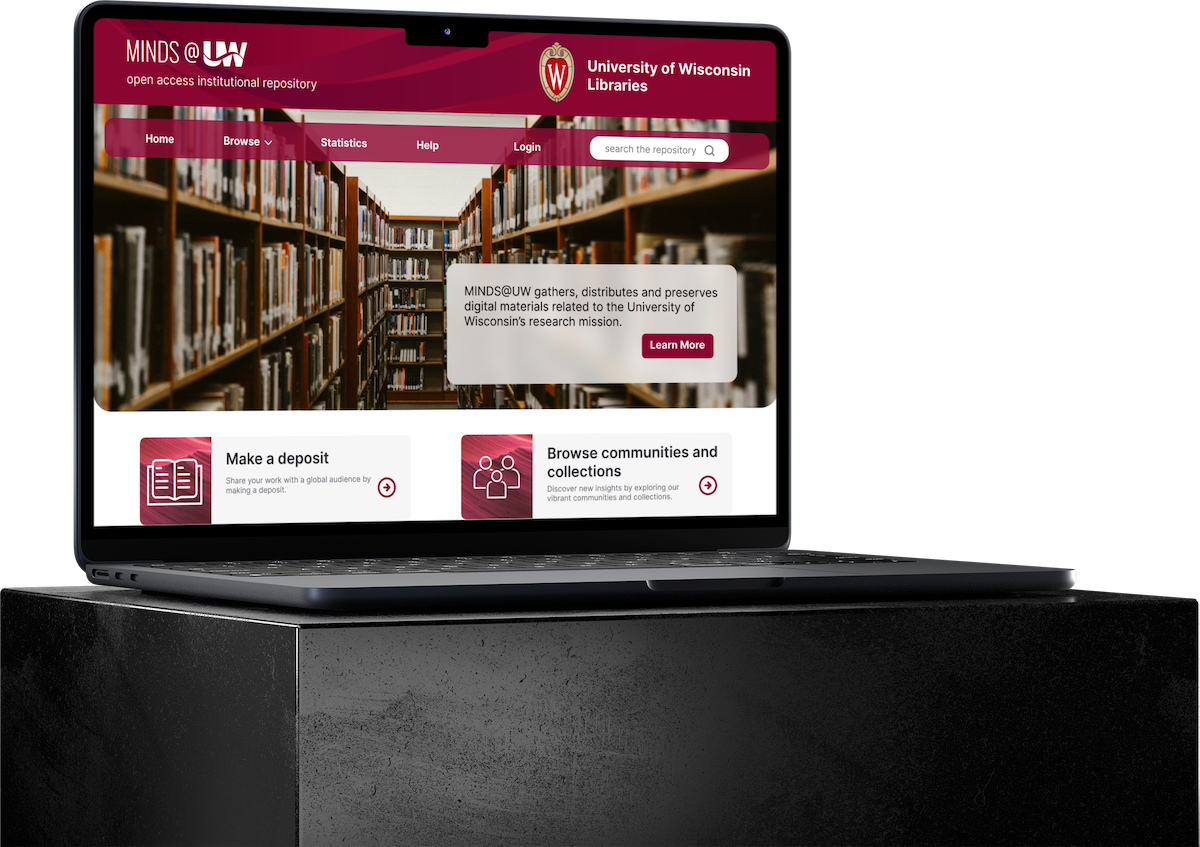 MINDS @ UW
open access institutional repository
W
University of Wisconsin
Libraries
Home
Browse
Statistics
Help
Login
search the repository
MINDS@UW gathers, distributes and preserves
digital materials related to the University of
Wisconsin’s research mission.
Learn More
Make a deposit
Share your work with a global audience by
making a deposit.
Browse communities and
collections
Discover new insights by exploring our
vibrant communities and collections.